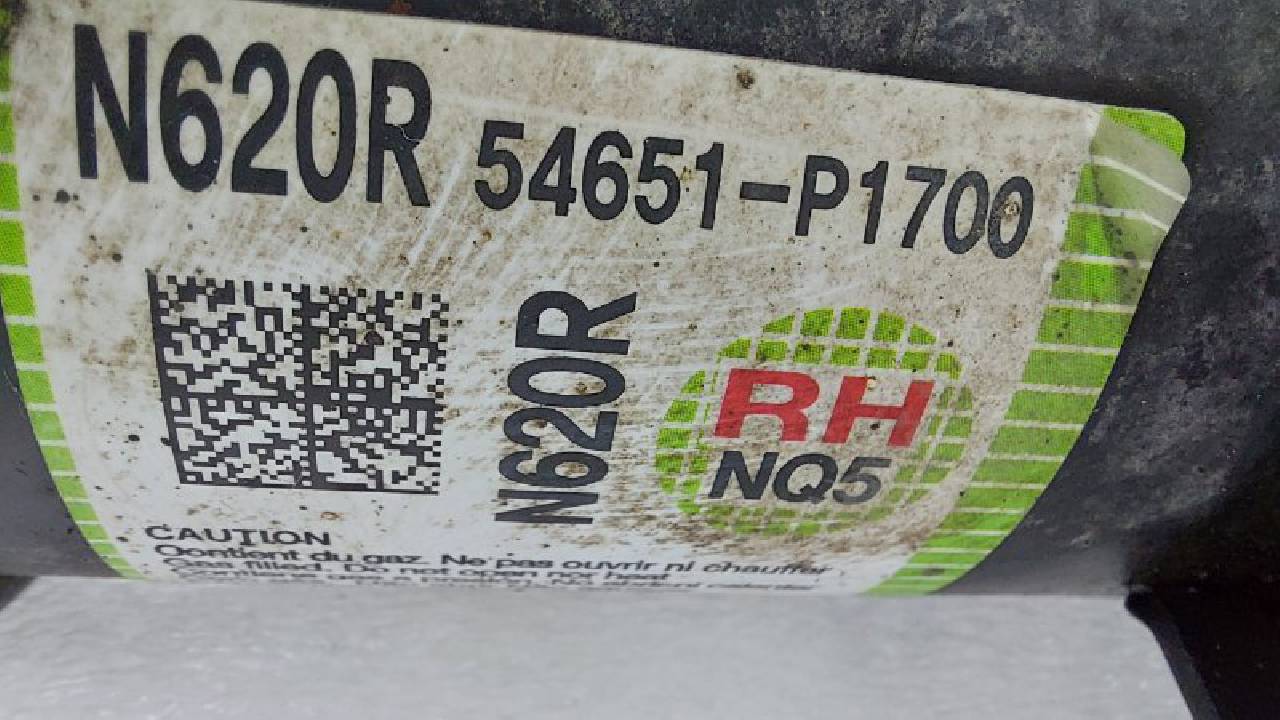 N620R 54651-P1700
N620R
RH
NQ5
CAUTION
Contient du gaz. Ne pas ouvrir ni chauffer
Gas filled. Do not open nor heat